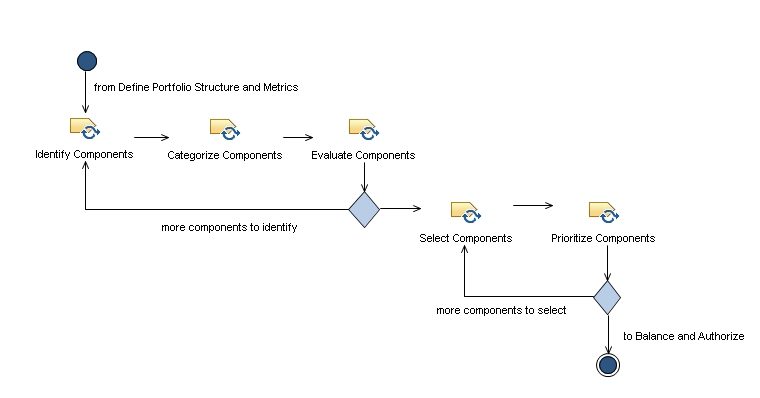 from Define Portfolio Structure and Metrics
Identify Components
Categorize Components
Evaluate Components
more components to identify
Select Components
Prioritize Components
more components to select
to Balance and Authorize